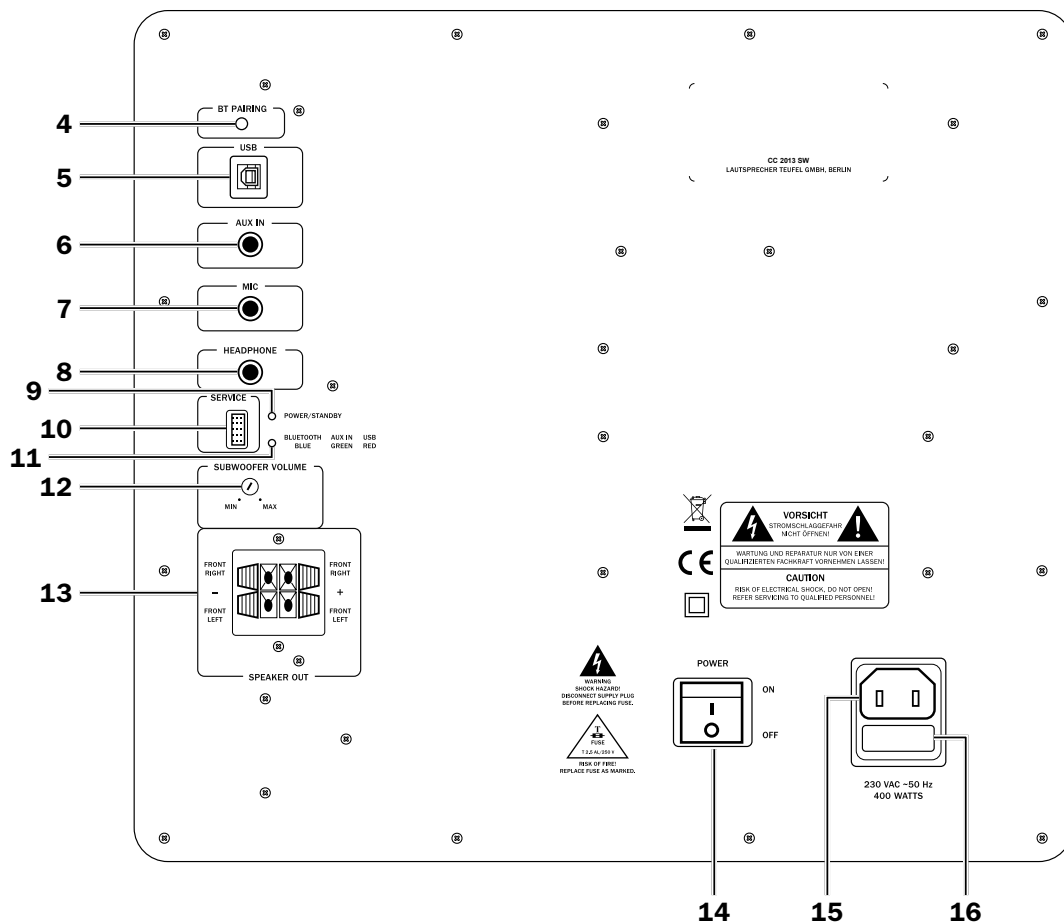 4
BT PAIRING
5
USB
6
AUX IN
7
MIC
8
HEADPHONE
9
POWER/STANDBY
10
SERVICE
11
BLUETOOTH AUX IN USB
BLUE GREEN RED
12
SUBWOOFER VOLUME
MIN MAX
13
FRONT
RIGHT
–
FRONT
LEFT
FRONT
RIGHT
+
FRONT
LEFT
SPEAKER OUT
CC 2013 SW
LAUTSPRECHER TEUFEL GMBH, BERLIN
VORSICHT
STROMSCHLAGGEFAHR
NICHT ÖFFNEN!
WARTUNG UND REPARATUR NUR VON EINER
QUALIFIZIERTEN FACHKRAFT VORNEHMEN LASSEN!
CAUTION
RISK OF ELECTRICAL SHOCK, DO NOT OPEN!
REFER SERVICING TO QUALIFIED PERSONNEL!
CE
WARNING
SHOCK HAZARD!
DISCONNECT SUPPLY PLUG
BEFORE REPLACING FUSE.
T
FUSE
T 2,5 AL/250 V
RISK OF FIRE!
REPLACE FUSE AS MARKED.
POWER
ON
I
O
OFF
230 VAC ~50 Hz
400 WATTS
14
15
16